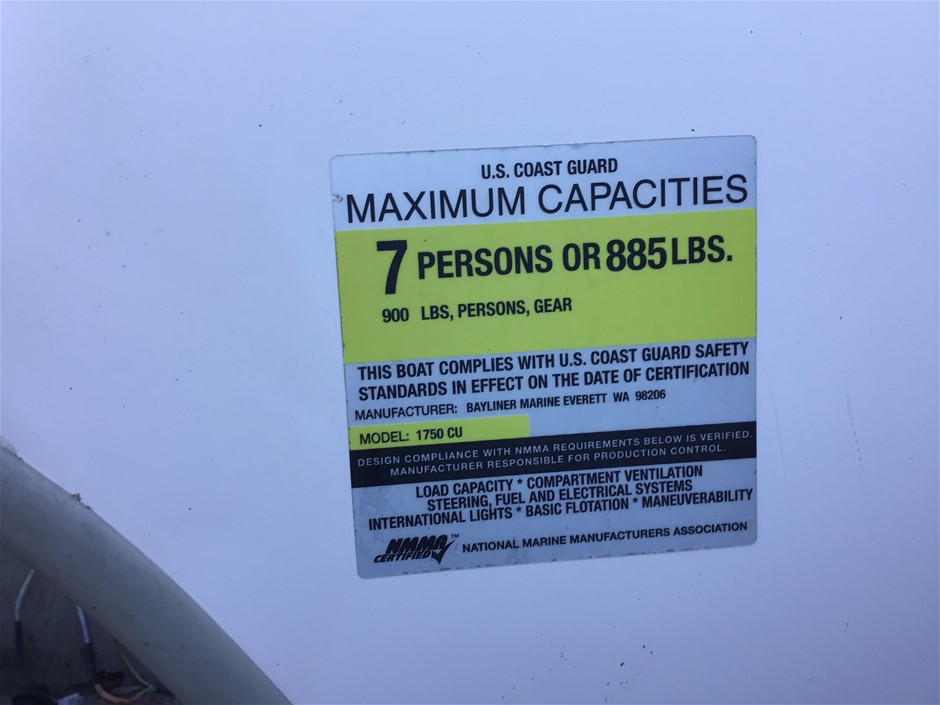 U.S. COAST GUARD
MAXIMUM CAPACITIES
7 PERSONS OR 885 LBS.
900 LBS, PERSONS, GEAR
THIS BOAT COMPLIES WITH U.S. COAST GUARD SAFETY
STANDARDS IN EFFECT ON THE DATE OF CERTIFICATION
MANUFACTURER: BAYLINER MARINE EVERETT WA 98206
MODEL: 1750 CU
DESIGN COMPLIANCE WITH NMMA REQUIREMENTS BELOW IS VERIFIED.
MANUFACTURER RESPONSIBLE FOR PRODUCTION CONTROL.
LOAD CAPACITY * COMPARTMENT VENTILATION
STEERING, FUEL AND ELECTRICAL SYSTEMS
INTERNATIONAL LIGHTS * BASIC FLOTATION * MANEUVERABILITY
NMMA™
CERTIFIED NATIONAL MARINE MANUFACTURERS ASSOCIATION